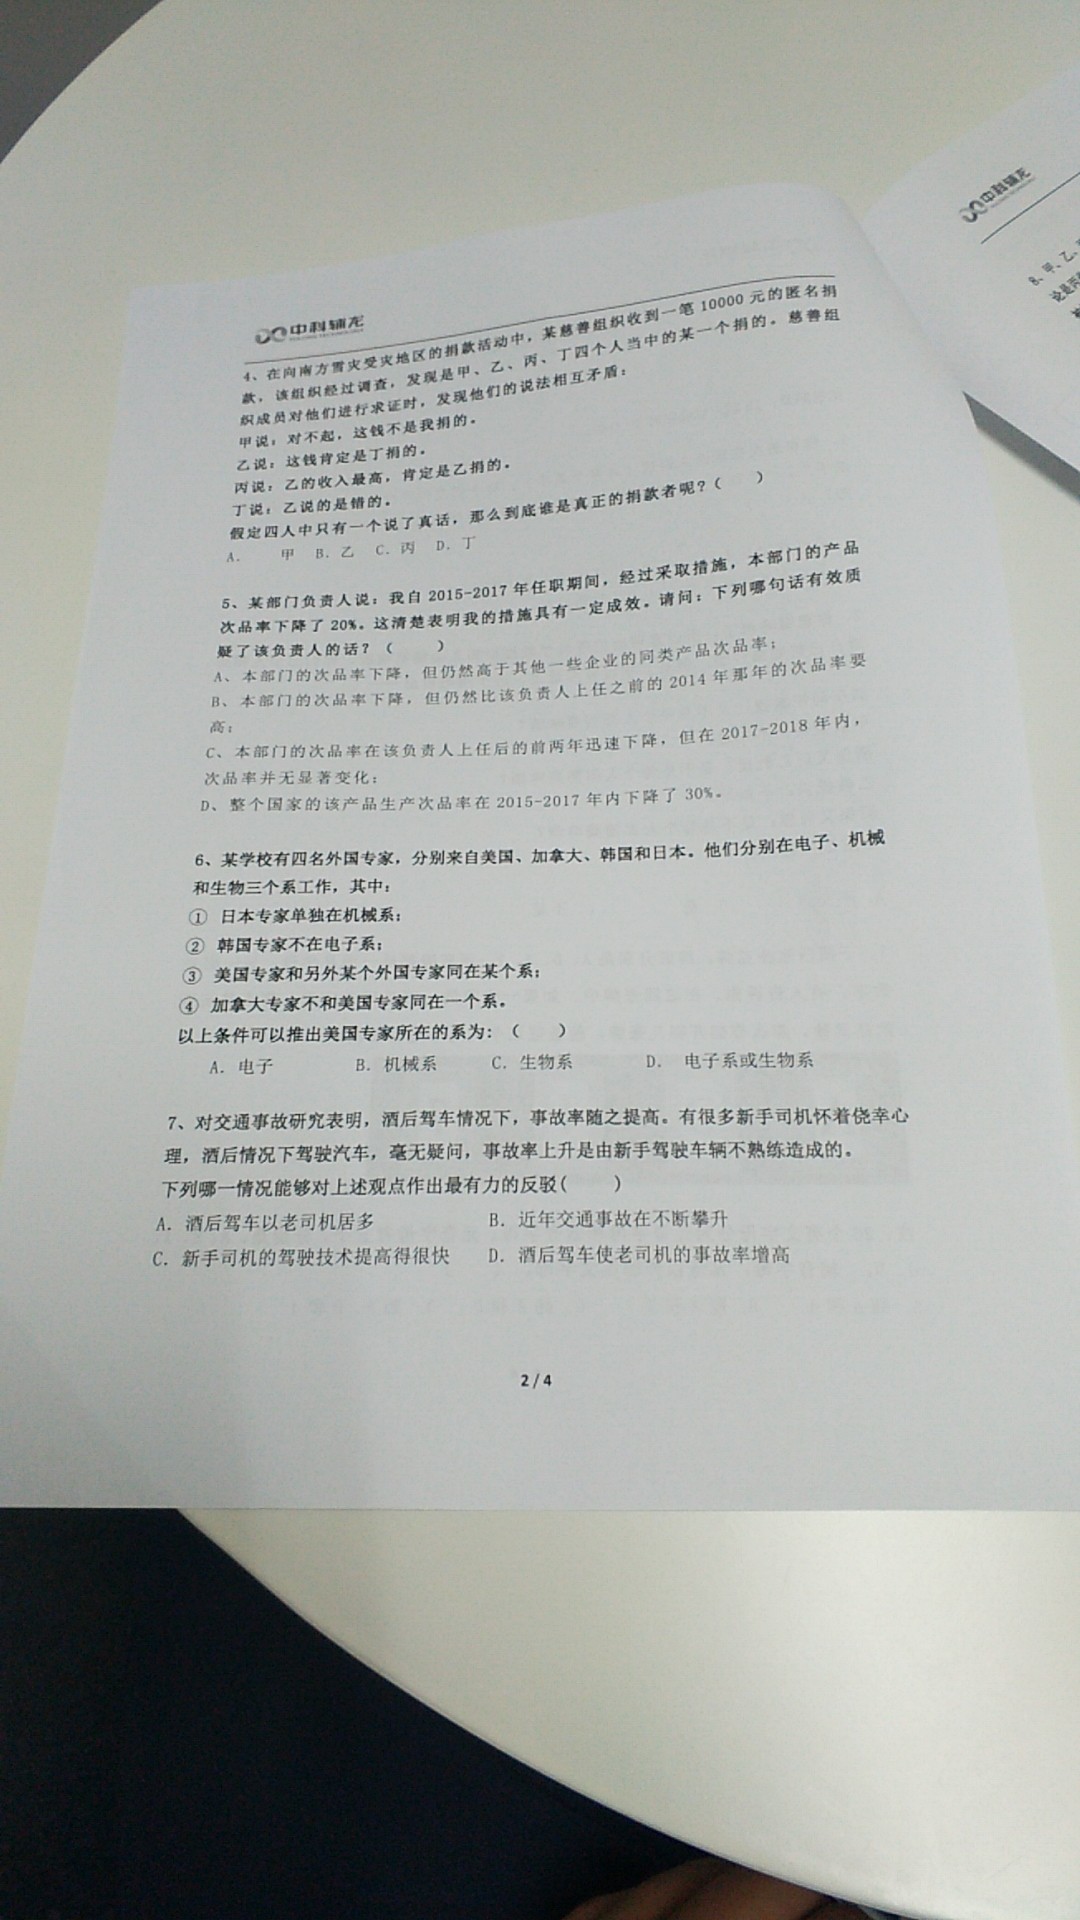 中科辅龙
4、在向南方雪灾受灾地区的捐款活动中，某慈善组织收到一笔 10000 元的匿名捐
款，该组织经过调查，发现是甲、乙、丙、丁四个人当中的某一个捐的。慈善组
织成员对他们进行求证时，发现他们的说法相互矛盾：
甲说：对不起，这钱不是我捐的。
乙说：这钱肯定是丁捐的。
丙说：乙的收入最高，肯定是乙捐的。
丁说：乙说的是错的。
假定四人中只有一个说了真话，那么到底谁是真正的捐款者呢？（ ）
A. 甲 B. 乙 C. 丙 D. 丁
5、某部门负责人说：我自 2015-2017 年任职期间，经过采取措施，本部门的产品
次品率下降了 20%。这清楚表明我的措施具有一定成效。请问：下列哪句话有效质
疑了该负责人的话？（ ）
A、本部门的次品率下降，但仍然高于其他一些企业的同类产品次品率；
B、本部门的次品率下降，但仍然比该负责人上任之前的 2014 年那年的次品率要
高；
C、本部门的次品率在该负责人上任后的前两年迅速下降，但在 2017-2018 年内，
次品率并无显著变化；
D、整个国家的该产品生产次品率在 2015-2017 年内下降了 30%。
6、某学校有四名外国专家，分别来自美国、加拿大、韩国和日本。他们分别在电子、机械
和生物三个系工作，其中：
① 日本专家单独在机械系；
② 韩国专家不在电子系；
③ 美国专家和另外某个外国专家同在某个系；
④ 加拿大专家不和美国专家同在一个系。
以上条件可以推出美国专家所在的系为：（ ）
A. 电子 B. 机械系 C. 生物系 D. 电子系或生物系
7、对交通事故研究表明，酒后驾车情况下，事故率随之提高。有很多新手司机怀着侥幸心
理，酒后情况下驾驶汽车，毫无疑问，事故率上升是由新手驾驶车辆不熟练造成的。
下列哪一情况能够对上述观点作出最有力的反驳( )
A. 酒后驾车以老司机居多 B. 近年交通事故在不断攀升
C. 新手司机的驾驶技术提高得很快 D. 酒后驾车使老司机的事故率增高
2 / 4
中科辅龙
8、甲、乙、
论是丙